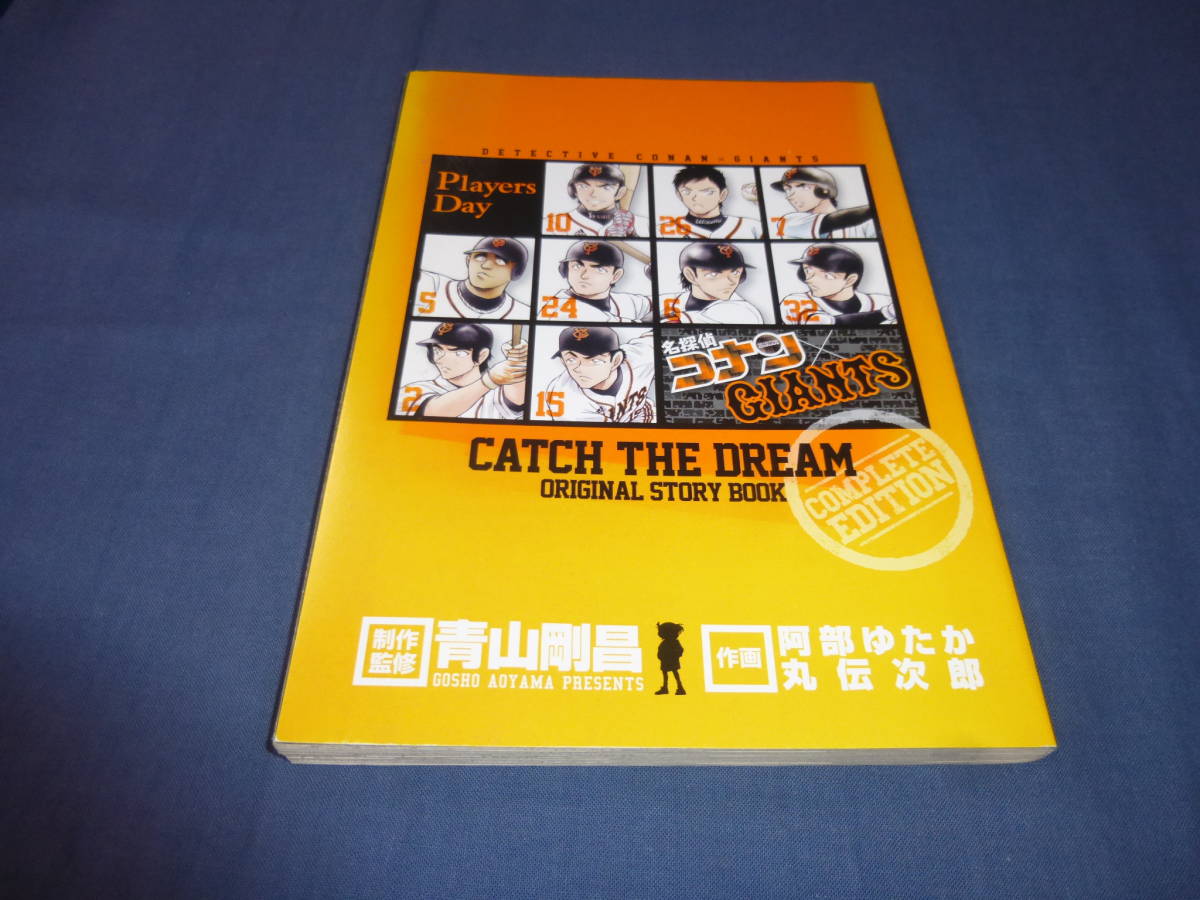 DETECTIVE CONAN × GIANTS
Players
Day
10
26
7
5
24
6
32
2
15
GIANTS
名探偵
コナン×
GIANTS
CATCH THE DREAM
ORIGINAL STORY BOOK
COMPLETE
EDITION
制作
監修
青山剛昌
GOSHO AOYAMA PRESENTS
作画
阿部ゆたか
丸伝次郎